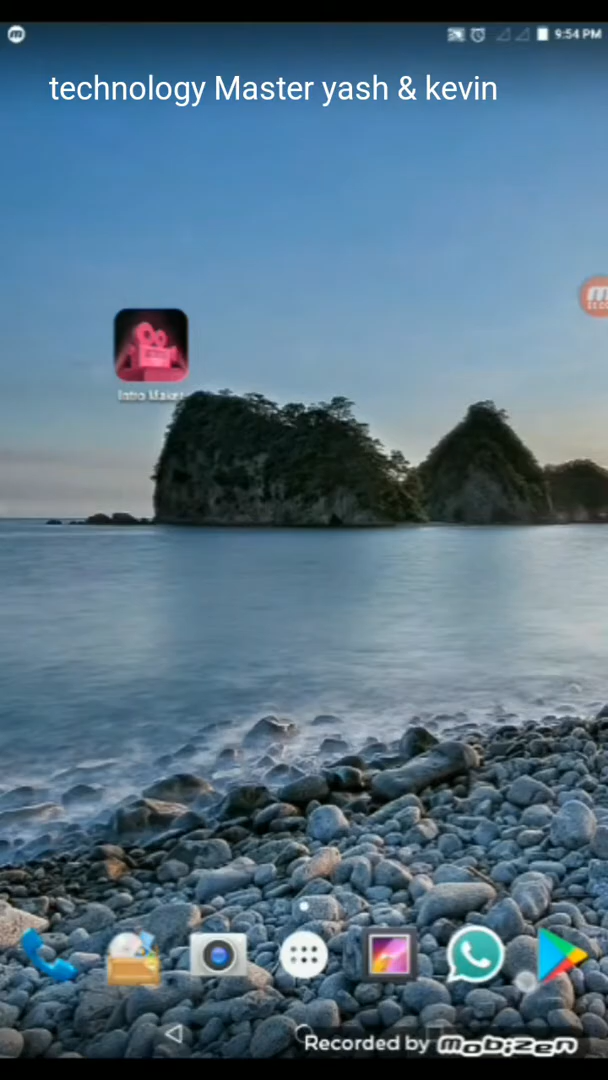 9:54 PM
technology Master yash & kevin
Intro Maker
Recorded by mobizen